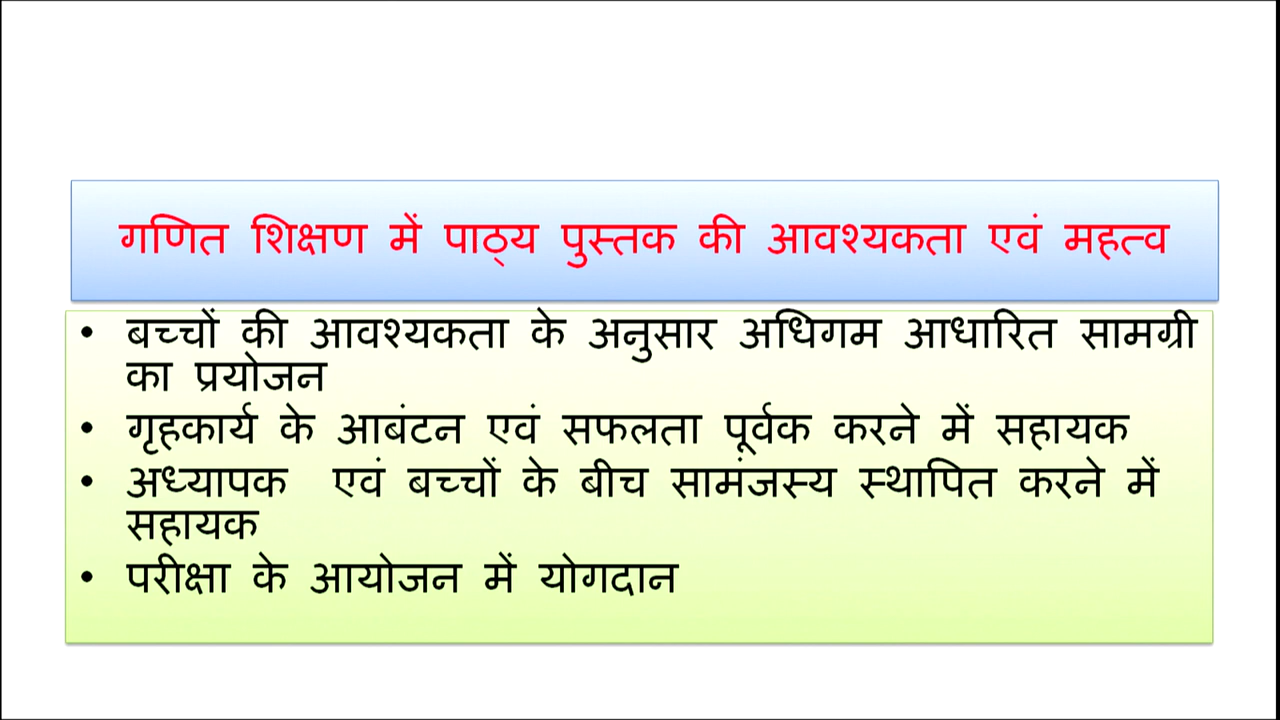 गणित शिक्षण में पाठ्य पुस्तक की आवश्यकता एवं महत्व
• बच्चों की आवश्यकता के अनुसार अधिगम आधारित सामग्री
का प्रयोजन
• गृहकार्य के आबंटन एवं सफलता पूर्वक करने में सहायक
• अध्यापक एवं बच्चों के बीच सामंजस्य स्थापित करने में
सहायक
• परीक्षा के आयोजन में योगदान